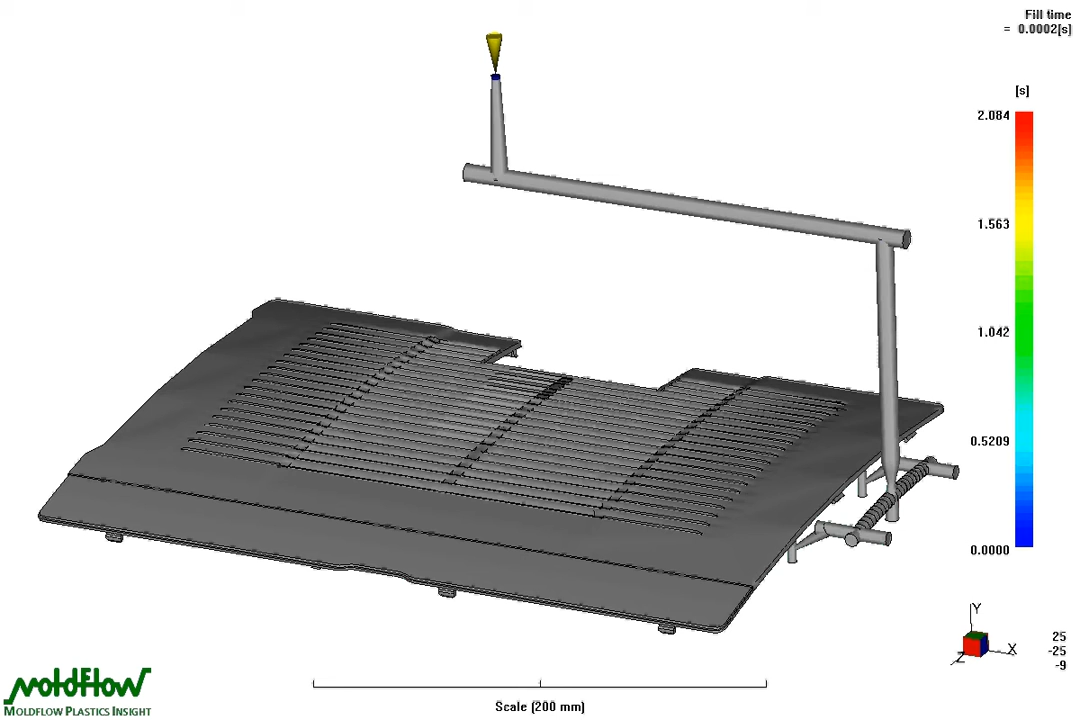 Fill time
= 0.0002[s]
[s]
2.084
1.563
1.042
0.5209
0.0000
Y
X
Z
25
-25
-9
moldflow
MOLDFLOW PLASTICS INSIGHT
Scale (200 mm)